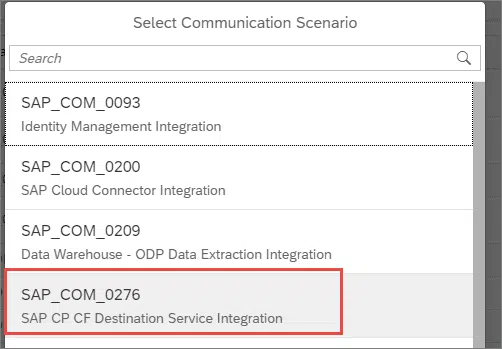 Select Communication Scenario
Search
SAP_COM_0093
Identity Management Integration
SAP_COM_0200
SAP Cloud Connector Integration
SAP_COM_0209
Data Warehouse - ODP Data Extraction Integration
SAP_COM_0276
SAP CP CF Destination Service Integration